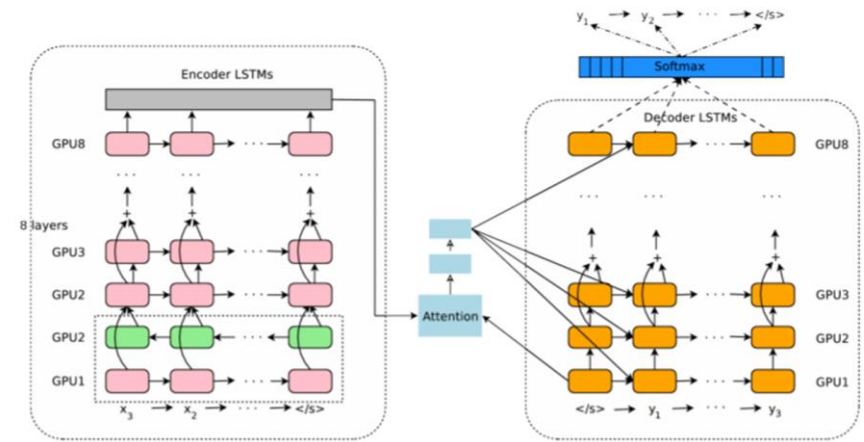 y₁ y₂ ··· </s>
Softmax
Encoder LSTMs
Decoder LSTMs
GPU8
GPU8
8 layers
GPU3
GPU2
GPU2
GPU1
Attention
GPU3
GPU2
GPU1
x₃ x₂ ··· </s>
</s> y₁ ··· y₃